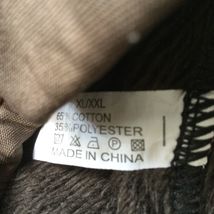 XL/XXL
65%COTTON
35%POLYESTER
MADE IN CHINA